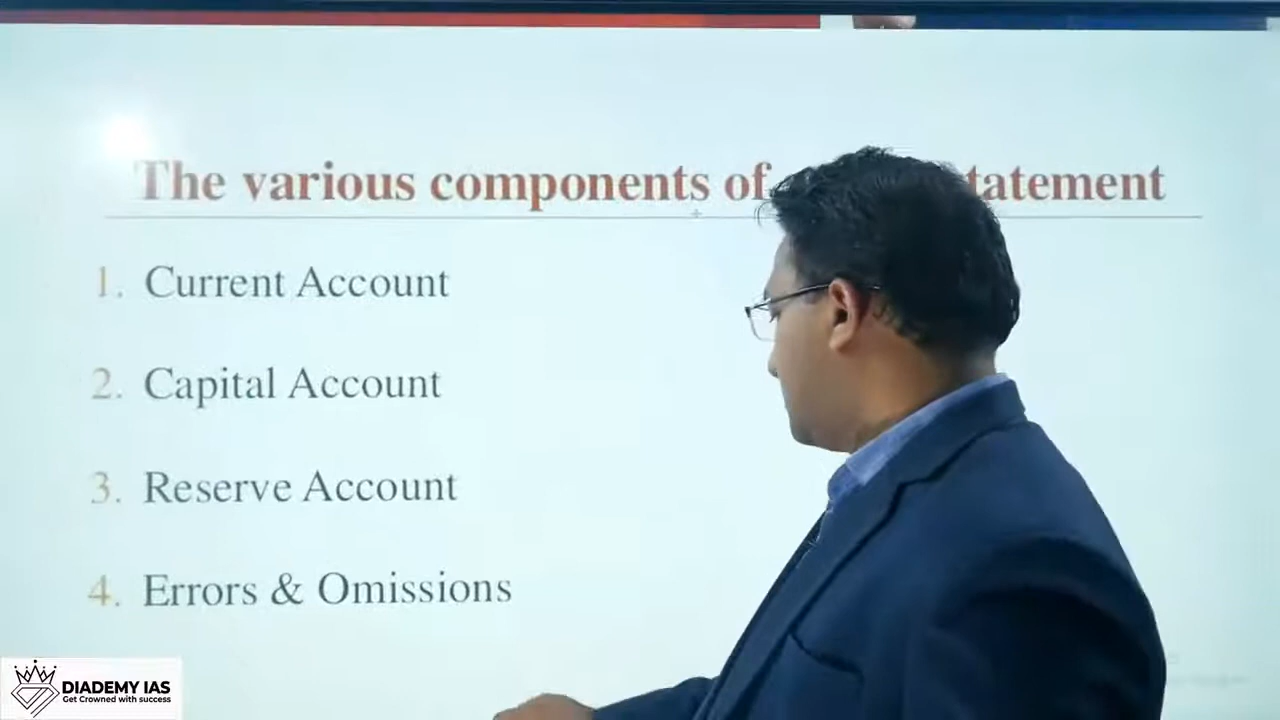 The various components of tatement
1. Current Account
2. Capital Account
3. Reserve Account
4. Errors & Omissions
DIADEMY IAS
Get Crowned with success